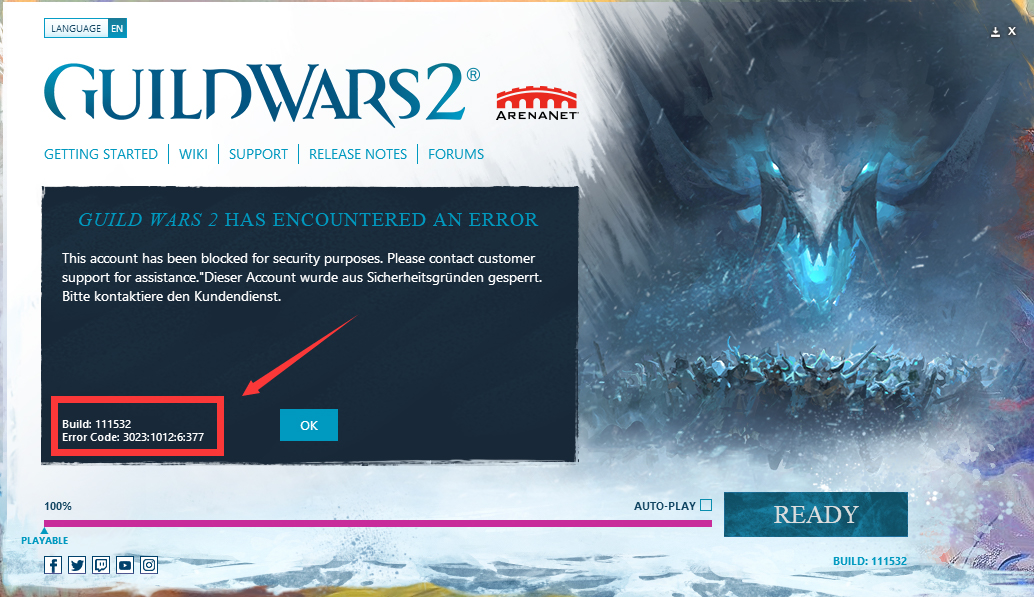 LANGUAGE EN
X
GUILD WARS 2®
ARENANET
GETTING STARTED WIKI SUPPORT RELEASE NOTES FORUMS
GUILD WARS 2 HAS ENCOUNTERED AN ERROR
This account has been blocked for security purposes. Please contact customer
support for assistance."Dieser Account wurde aus Sicherheitsgründen gesperrt.
Bitte kontaktiere den Kundendienst.
Build: 111532
Error Code: 3023:1012:6:377
OK
100%
AUTO-PLAY
READY
PLAYABLE
BUILD: 111532